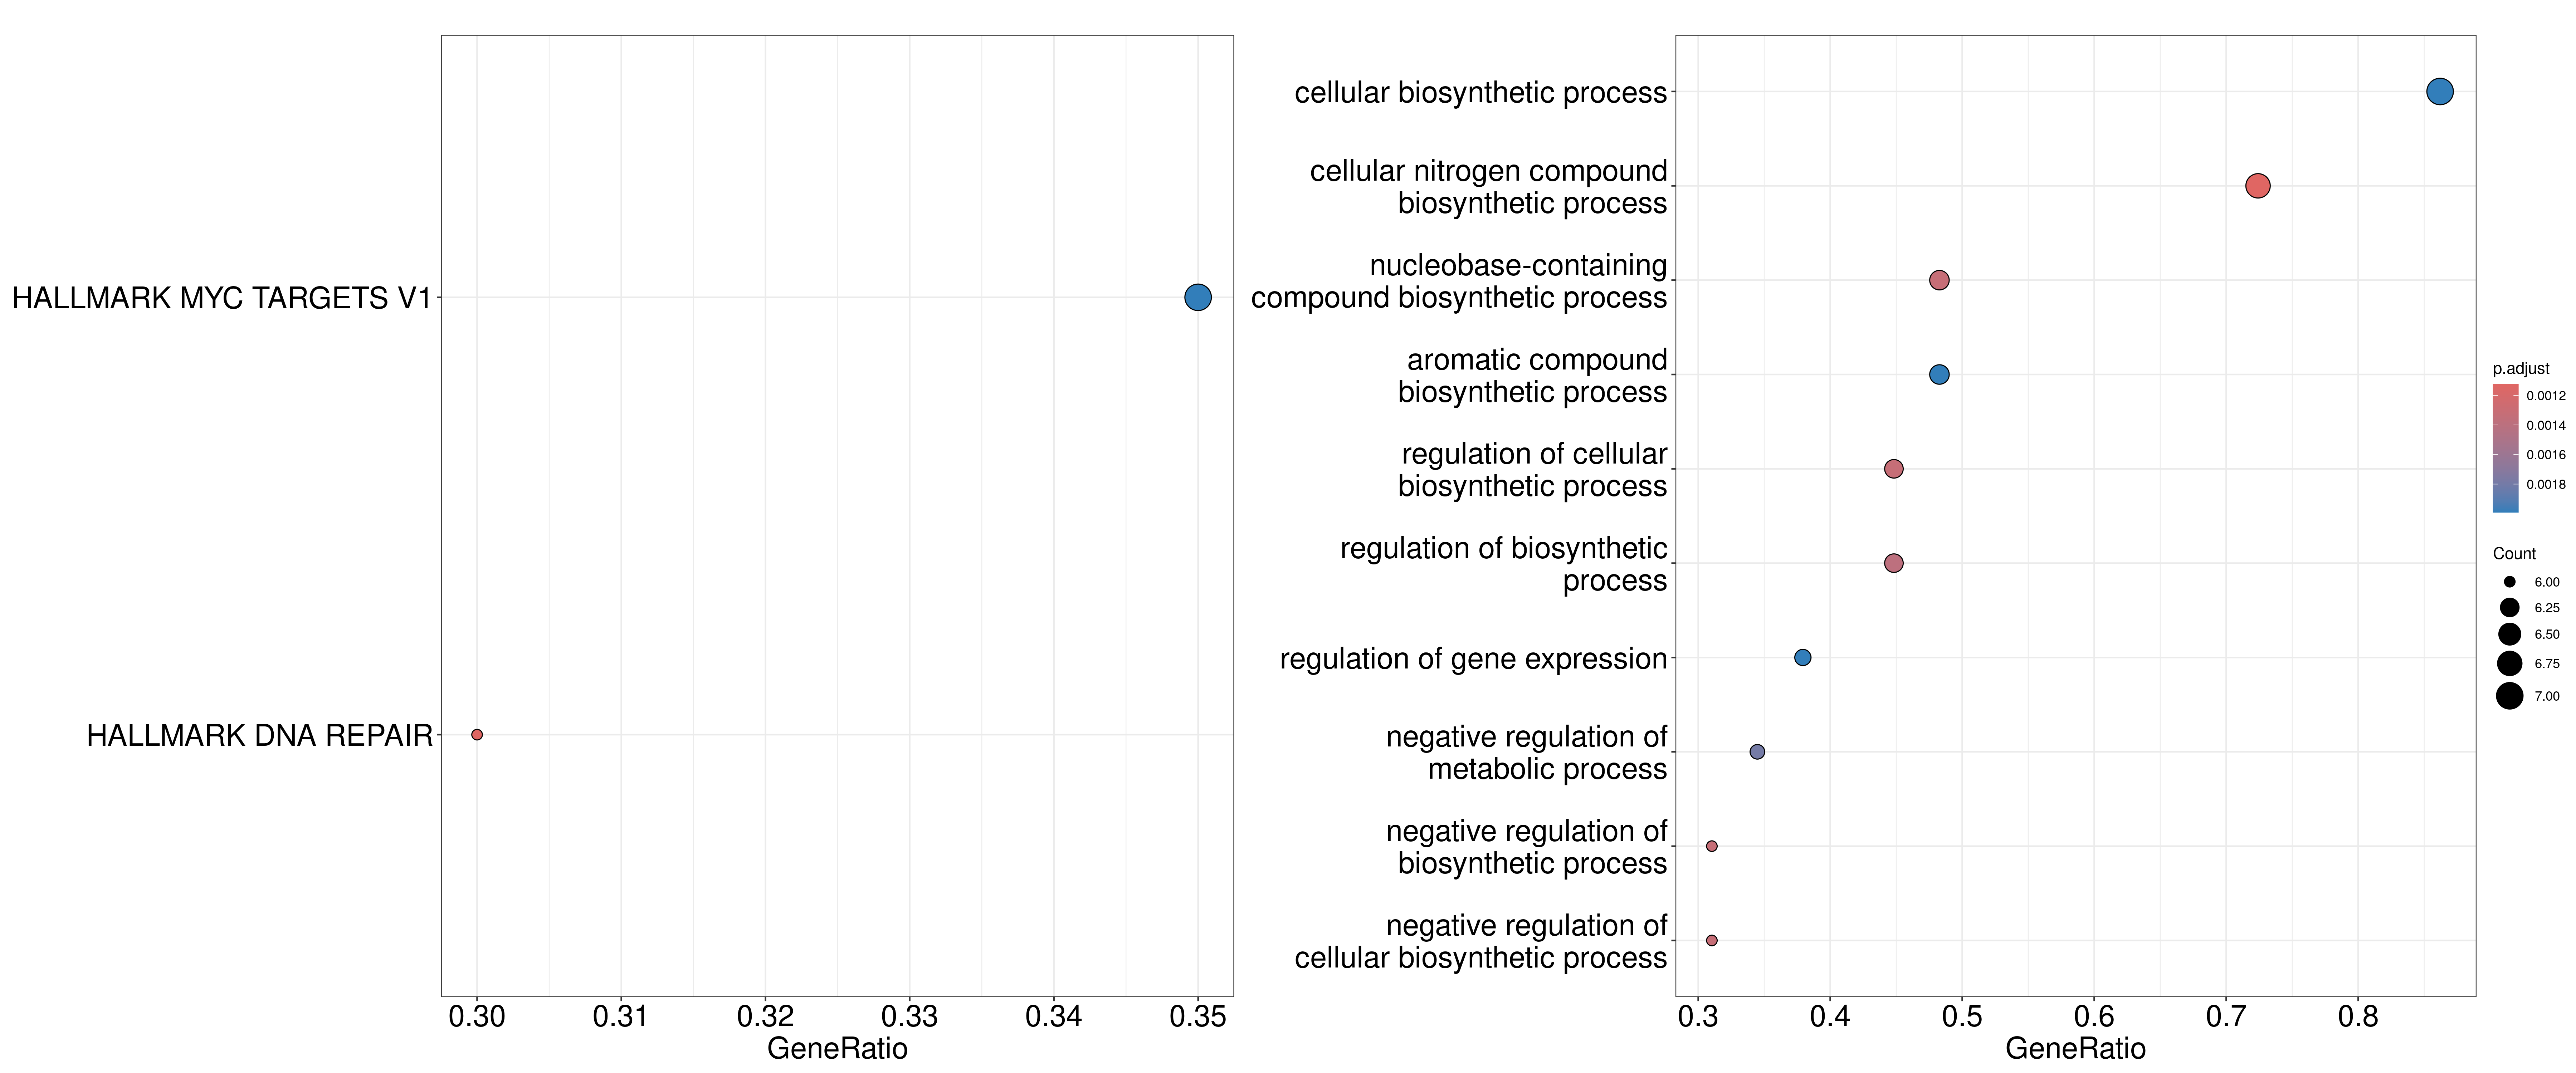 HALLMARK MYC TARGETS V1
HALLMARK DNA REPAIR
0.30
0.31
0.32
0.33
0.34
0.35
GeneRatio
cellular biosynthetic process
cellular nitrogen compound
biosynthetic process
nucleobase-containing
compound biosynthetic process
aromatic compound
biosynthetic process
regulation of cellular
biosynthetic process
regulation of biosynthetic
process
regulation of gene expression
negative regulation of
metabolic process
negative regulation of
biosynthetic process
negative regulation of
cellular biosynthetic process
0.3
0.4
0.5
0.6
0.7
0.8
GeneRatio
p.adjust
0.0012
0.0014
0.0016
0.0018
Count
6.00
6.25
6.50
6.75
7.00